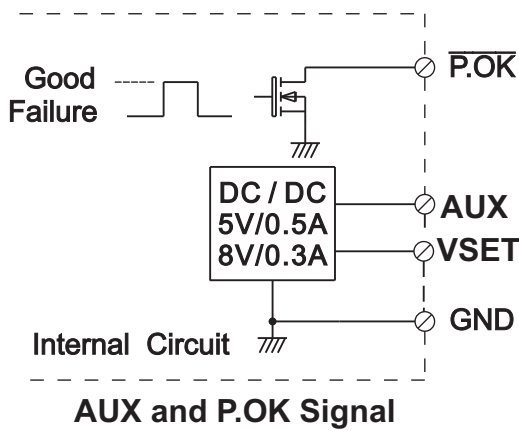 P.OK
Good
Failure
DC / DC
5V/0.5A
8V/0.3A
AUX
VSET
GND
Internal Circuit
AUX and P.OK Signal